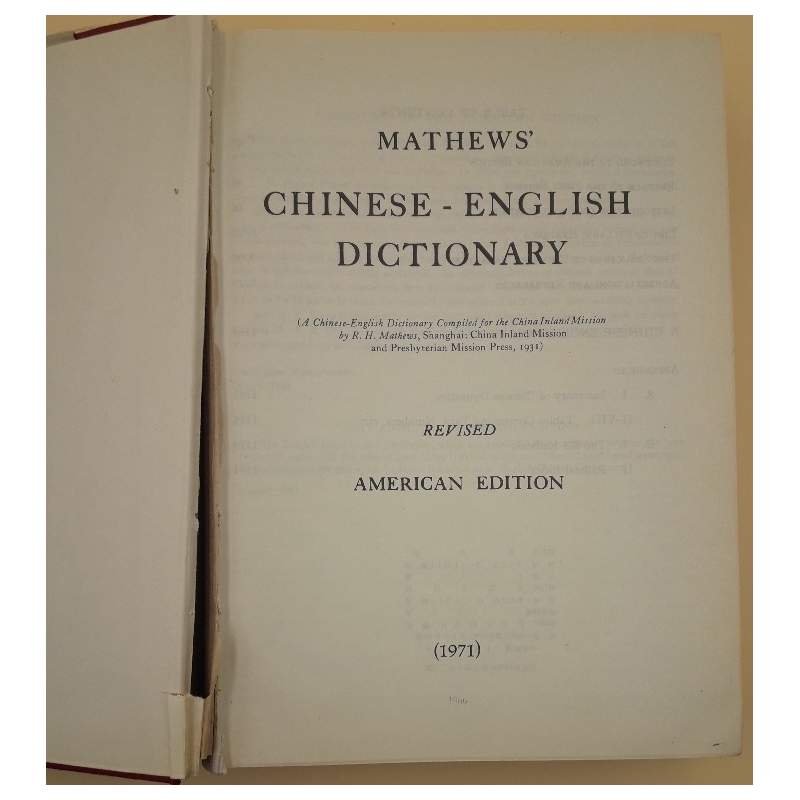 MATHEWS'
CHINESE - ENGLISH
DICTIONARY
(A Chinese-English Dictionary Compiled for the China Inland Mission
by R. H. Mathews, Shanghai: China Inland Mission
and Presbyterian Mission Press, 1931)
REVISED
AMERICAN EDITION
(1971)